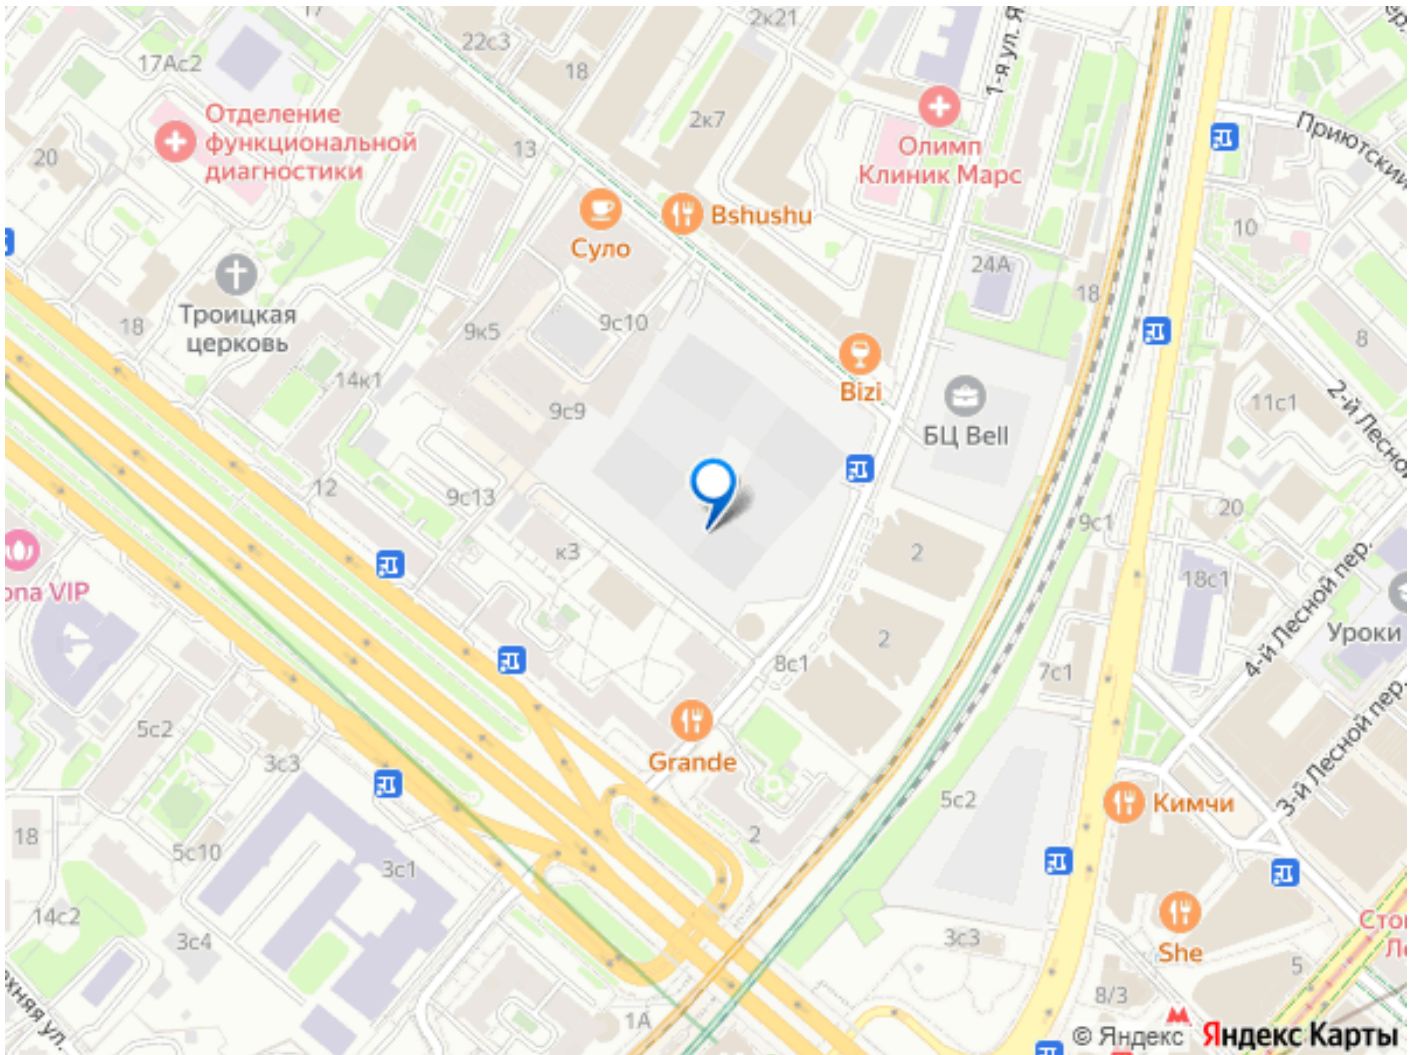 17
2к21
22с3
17Ас2
18
1-я ул. Я
Отделение
функциональной
диагностики
2к7
13
20
Олимп
Клиник Марс
Приютский
Bshushu
Суло
10
24А
18
Троицкая
церковь
18
9с10
9к5
14к1
8
Bizi
9с9
11с1
2-й Лесной
БЦ Bell
12
9с13
20
9с1
к3
2
18с1
4-й Лесной пер.
Уроки
2
8с1
7с1
3-й Лесной пер.
5с2
3с3
Grande
5с2
Кимчи
18
2
5с10
3с1
14с2
3с4
3с3
She
5
8/3
1А
© Яндекс Яндекс Карты